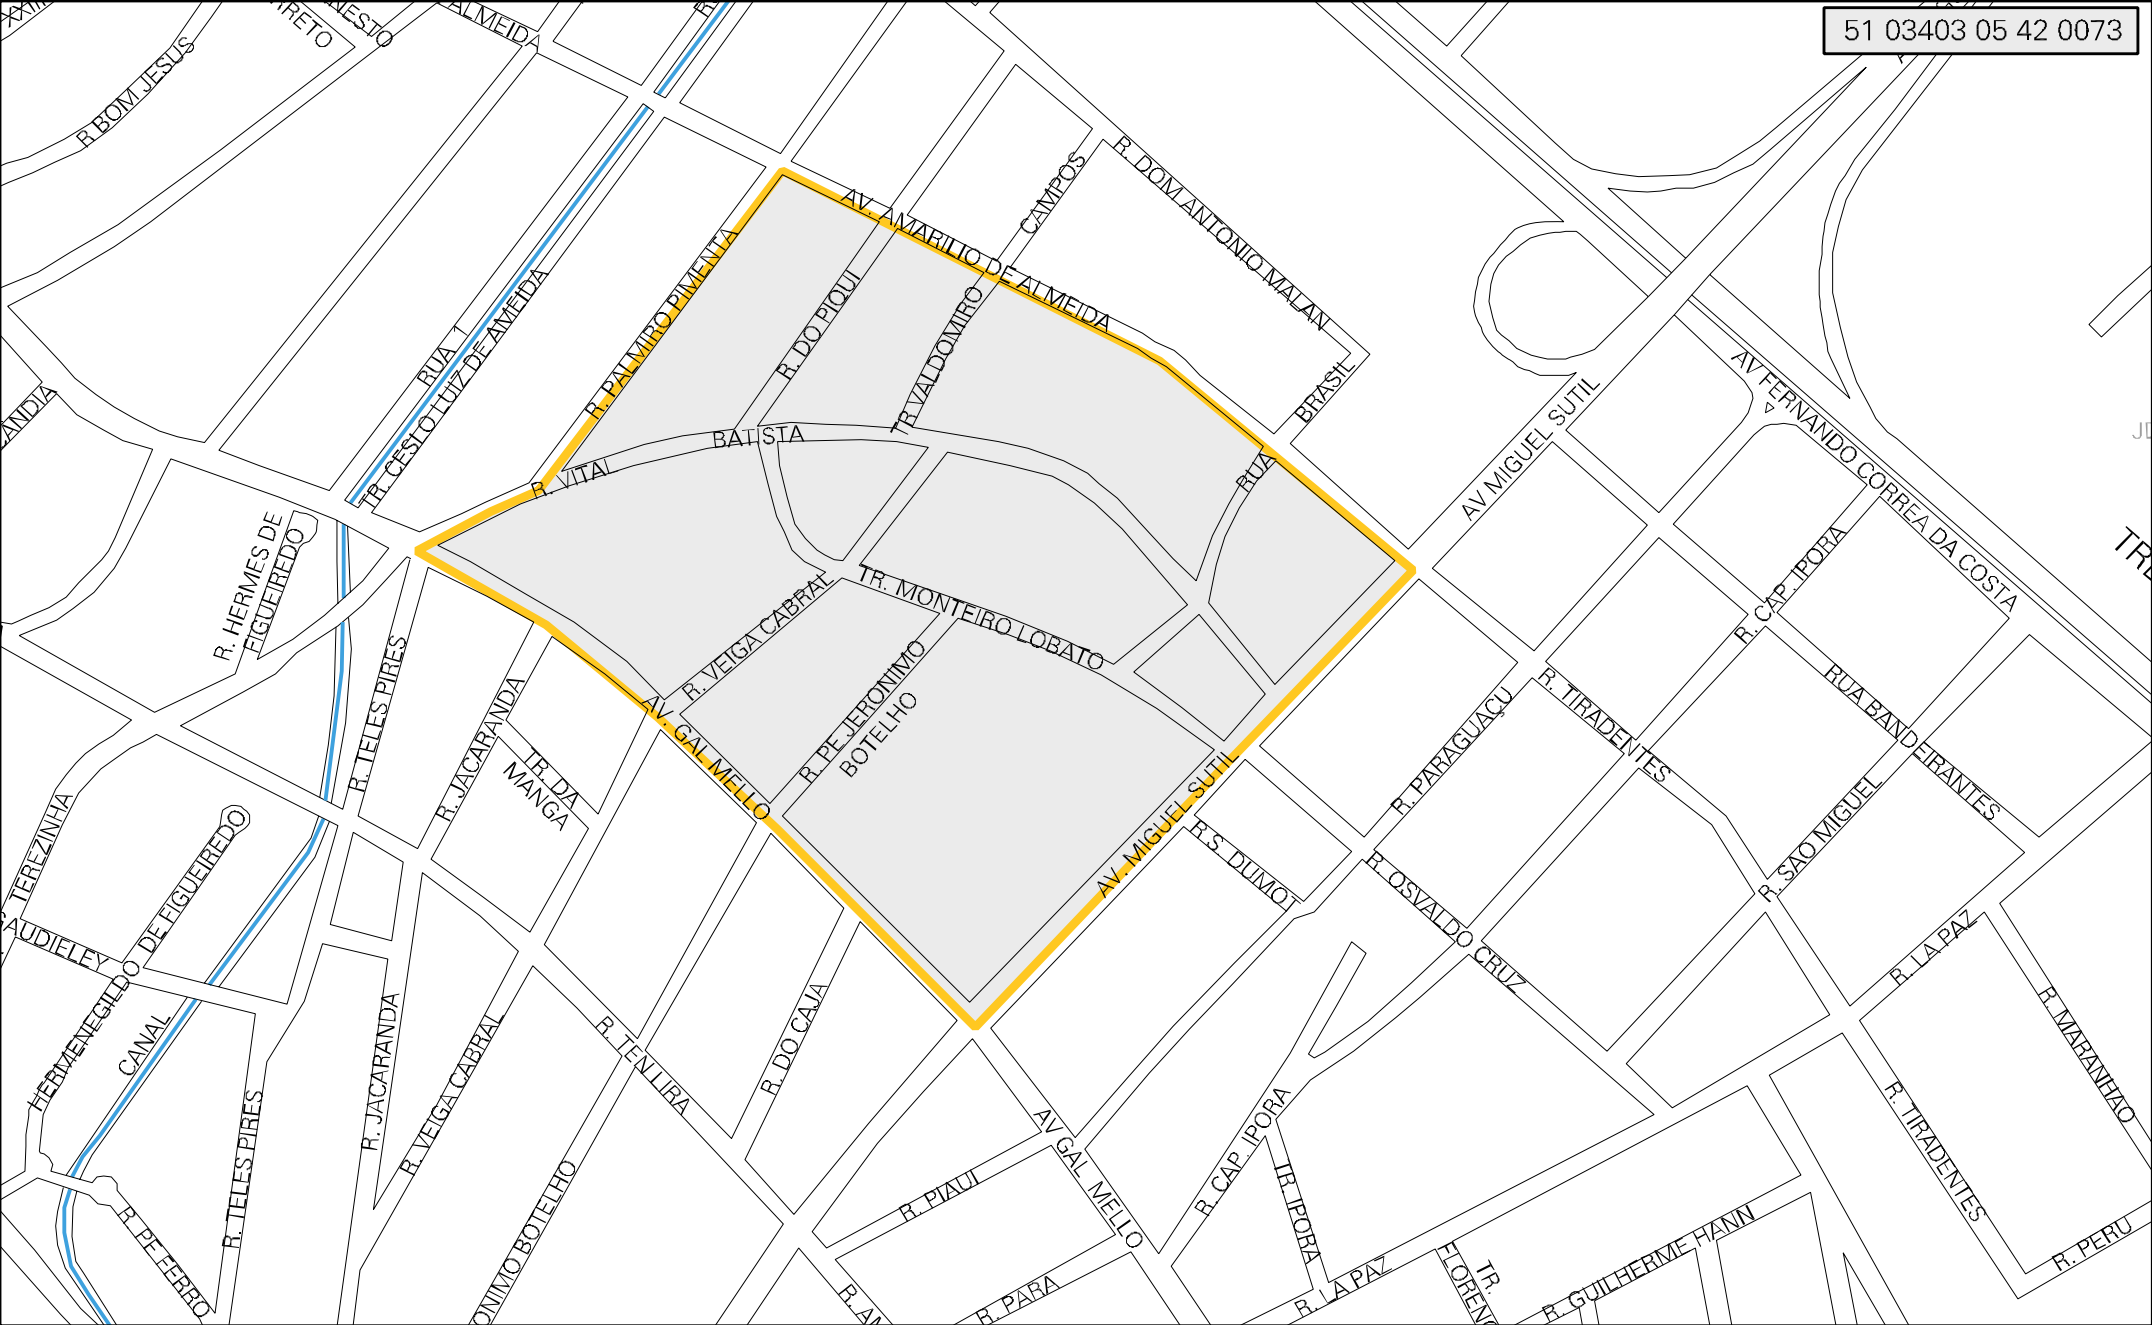 51 03403 05 42 0073
ALMEIDA
R BOM JESUS
R. DOM ANTONIO MALAN
CAMPOS
AV. AMARILIO DE ALMEIDA
R. PALMIRO PIMENTA
R. DO PIQUI
TR VALDOMIRO
RUA 1
TR. CESLO LUIZ DE AMEIDA
BRASIL
RUA
AV MIGUEL SUTIL
AV FERNANDO CORREA DA COSTA
R. VITAL
BATISTA
R. HERMES DE
FIGUEIREDO
R. CAP. IPORA
TR. MONTEIRO LOBATO
R. VEIGA CABRAL
R. PE JERONIMO
BOTELHO
R. TELES PIRES
R. JACARANDA
TR. DA
MANGA
AV. GAL MELLO
AV. MIGUEL SUTIL
R. PARAGUAÇU
R. TIRADENTES
RUA BANDEIRANTES
R. SAO MIGUEL
R.S. DUMOT
R. OSVALDO CRUZ
TEREZINHA
HERMENEGILDO DE FIGUEIREDO
CANAL
R. LA PAZ
R. MARANHAO
R. JACARANDA
R. VEIGA CABRAL
R. TEN LIRA
R. DO CAJA
R. TELES PIRES
R. PE FERRO
R. PIAUI
AV GAL MELLO
R. CAP. IPORA
TR. IPORA
R. TIRADENTES
R. PARA
R. LA PAZ
TR.
R. GUILHERME HANN
R. PERU